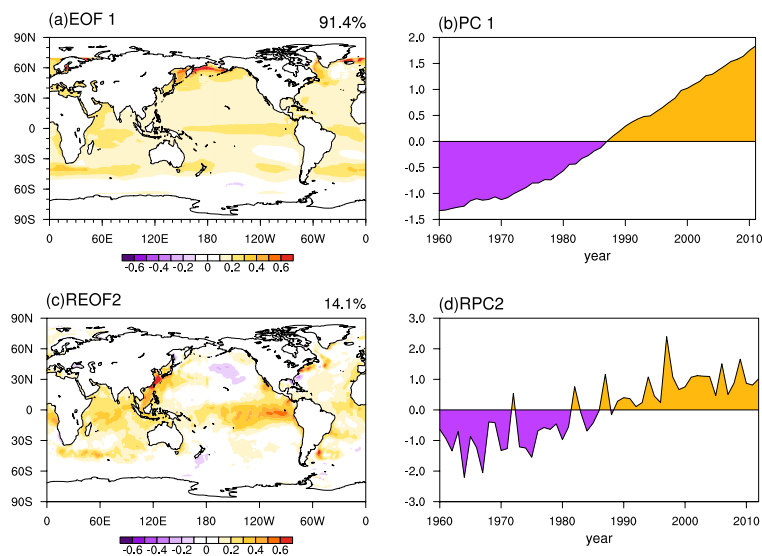 (a)EOF 1 91.4%
90N
60N
30N
0
30S
60S
90S
0 60E 120E 180 120W 60W 0
-0.6 -0.4 -0.2 0 0.2 0.4 0.6
(b)PC 1
2.0
1.5
1.0
0.5
0.0
-0.5
-1.0
-1.5
1960 1970 1980 1990 2000 2010
year
(c)REOF2 14.1%
90N
60N
30N
0
30S
60S
90S
0 60E 120E 180 120W 60W 0
-0.6 -0.4 -0.2 0 0.2 0.4 0.6
(d)RPC2
3.0
2.0
1.0
0.0
-1.0
-2.0
-3.0
1960 1970 1980 1990 2000 2010
year